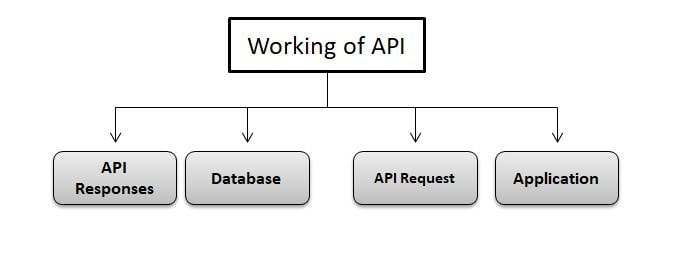 Working of API
API
Responses
Database
API Request
Application